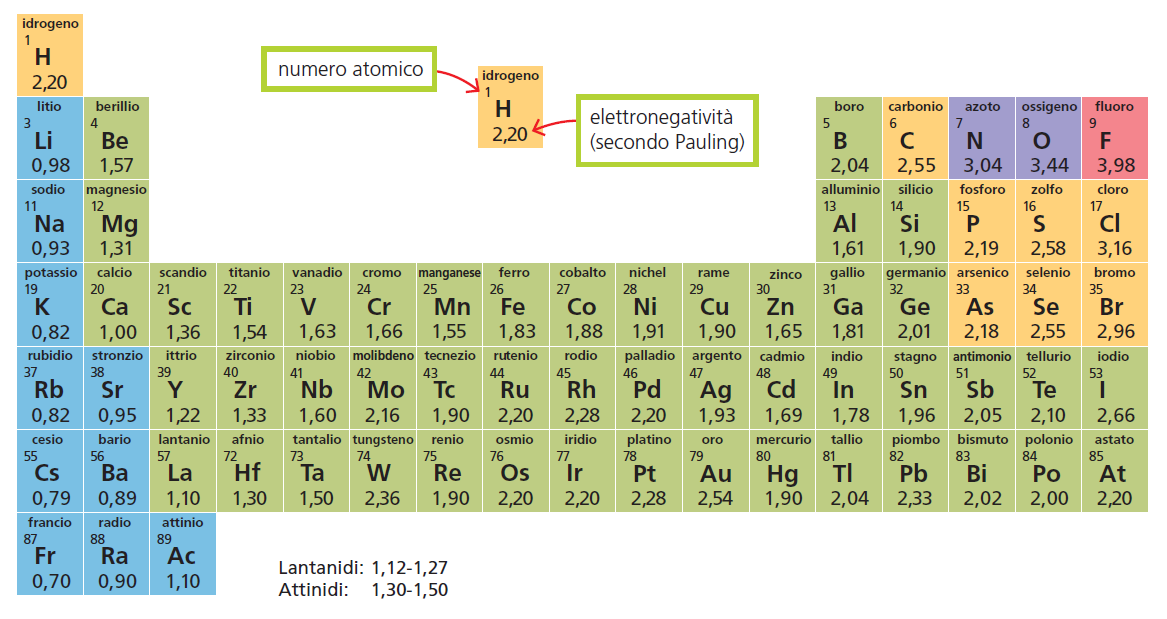 idrogeno
1
H
2,20
numero atomico
idrogeno
1
H
2,20
elettronegatività
(secondo Pauling)
litio berillio boro carbonio azoto ossigeno fluoro
3 4 5 6 7 8 9
Li Be B C N O F
0,98 1,57 2,04 2,55 3,04 3,44 3,98
sodio magnesio alluminio silicio fosforo zolfo cloro
11 12 13 14 15 16 17
Na Mg Al Si P S Cl
0,93 1,31 1,61 1,90 2,19 2,58 3,16
potassio calcio scandio titanio vanadio cromo manganese ferro cobalto nichel rame zinco gallio germanio arsenico selenio bromo
19 20 21 22 23 24 25 26 27 28 29 30 31 32 33 34 35
K Ca Sc Ti V Cr Mn Fe Co Ni Cu Zn Ga Ge As Se Br
0,82 1,00 1,36 1,54 1,63 1,66 1,55 1,83 1,88 1,91 1,90 1,65 1,81 2,01 2,18 2,55 2,96
rubidio stronzio ittrio zirconio niobio molibdeno tecnezio rutenio rodio palladio argento cadmio indio stagno antimonio tellurio iodio
37 38 39 40 41 42 43 44 45 46 47 48 49 50 51 52 53
Rb Sr Y Zr Nb Mo Tc Ru Rh Pd Ag Cd In Sn Sb Te I
0,82 0,95 1,22 1,33 1,60 2,16 1,90 2,20 2,28 2,20 1,93 1,69 1,78 1,96 2,05 2,10 2,66
cesio bario lantanio afnio tantalio tungsteno renio osmio iridio platino oro mercurio tallio piombo bismuto polonio astato
55 56 57 72 73 74 75 76 77 78 79 80 81 82 83 84 85
Cs Ba La Hf Ta W Re Os Ir Pt Au Hg Tl Pb Bi Po At
0,79 0,89 1,10 1,30 1,50 2,36 1,90 2,20 2,20 2,28 2,54 1,90 2,04 2,33 2,02 2,00 2,20
francio radio attinio
87 88 89
Fr Ra Ac
0,70 0,90 1,10
Lantanidi: 1,12-1,27
Attinidi: 1,30-1,50